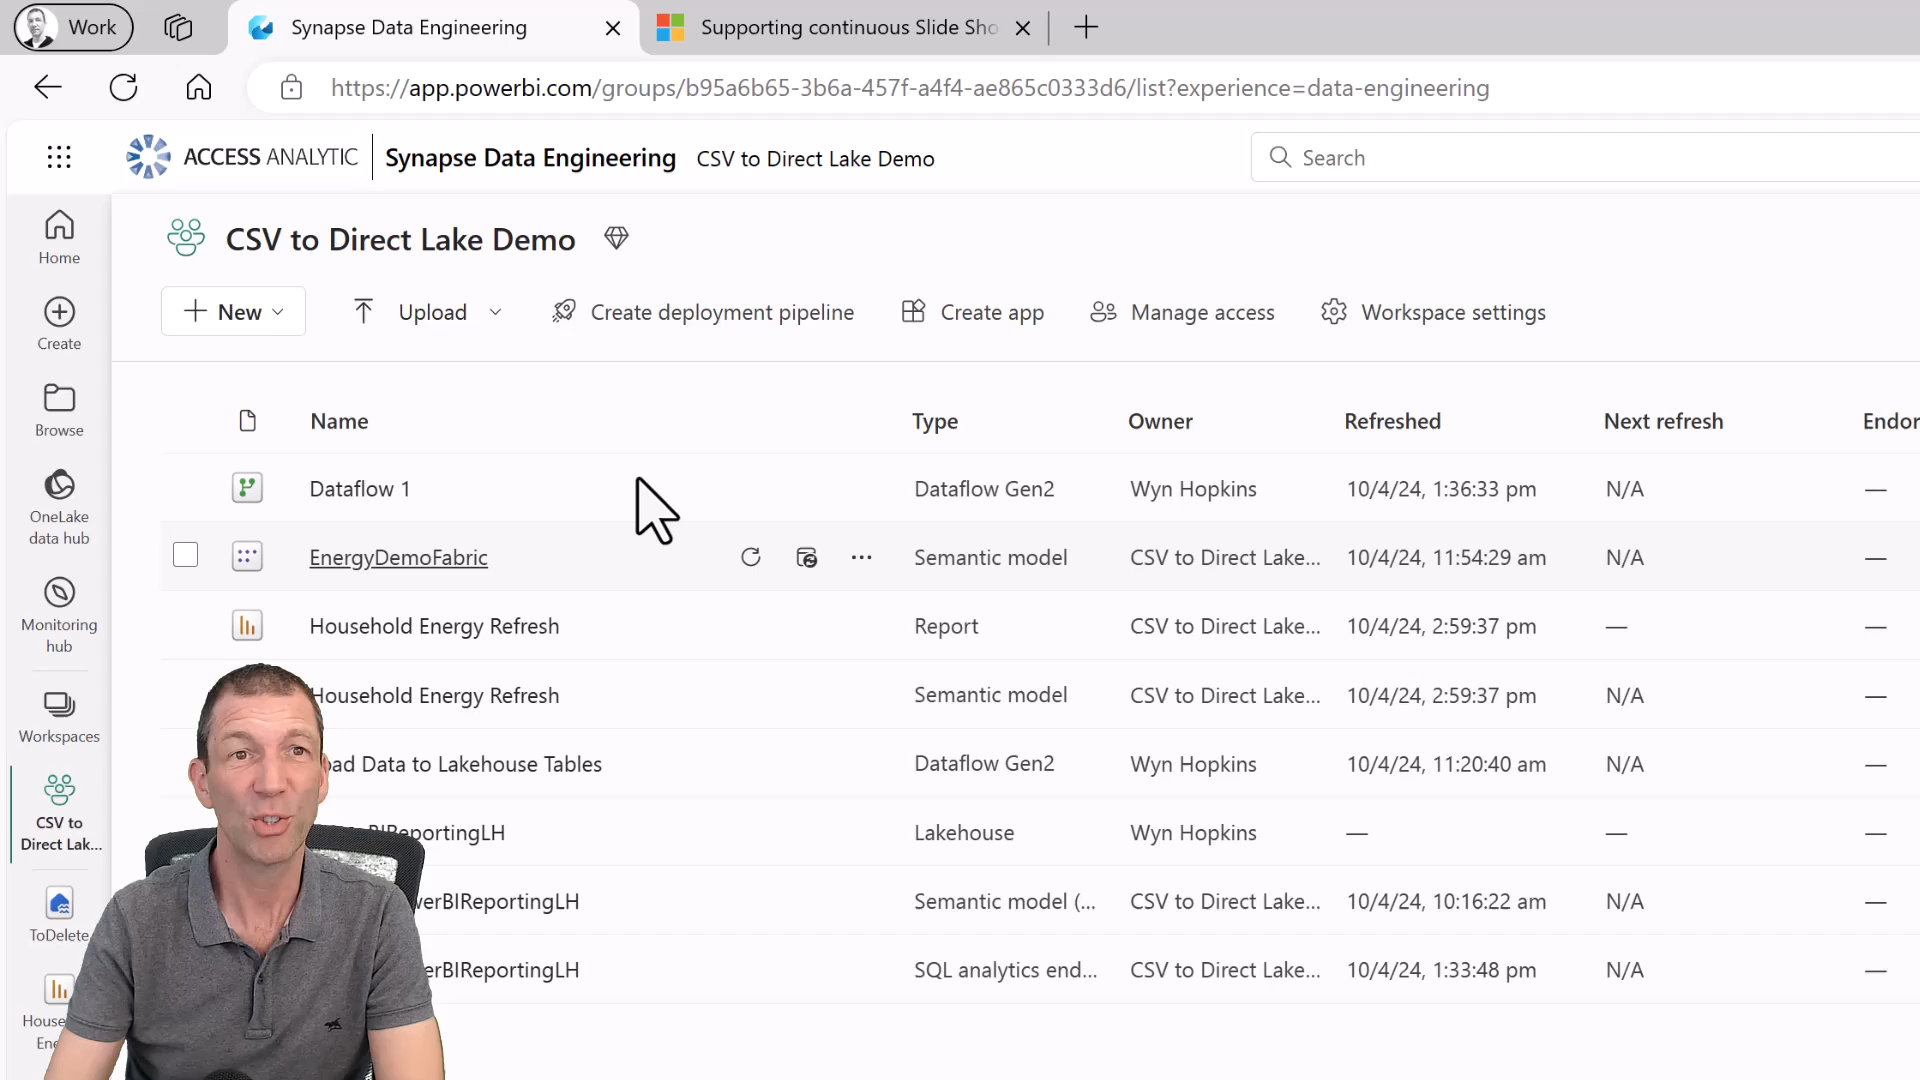 Work
Synapse Data Engineering
Supporting continuous Slide Sho
https://app.powerbi.com/groups/b95a6b65-3b6a-457f-a4f4-ae865c0333d6/list?experience=data-engineering
ACCESS ANALYTIC
Synapse Data Engineering
CSV to Direct Lake Demo
Search
Home
Create
Browse
OneLake
data hub
Monitoring
hub
Workspaces
CSV to
Direct Lak...
ToDelete
House
Ene
CSV to Direct Lake Demo
New
Upload
Create deployment pipeline
Create app
Manage access
Workspace settings
Name Type Owner Refreshed Next refresh Endor
Dataflow 1 Dataflow Gen2 Wyn Hopkins 10/4/24, 1:36:33 pm N/A —
EnergyDemoFabric ... Semantic model CSV to Direct Lake... 10/4/24, 11:54:29 am N/A —
Household Energy Refresh Report CSV to Direct Lake... 10/4/24, 2:59:37 pm — —
Household Energy Refresh Semantic model CSV to Direct Lake... 10/4/24, 2:59:37 pm N/A —
oad Data to Lakehouse Tables Dataflow Gen2 Wyn Hopkins 10/4/24, 11:20:40 am N/A —
BIReportingLH Lakehouse Wyn Hopkins — — —
werBIReportingLH Semantic model (... CSV to Direct Lake... 10/4/24, 10:16:22 am N/A —
erBIReportingLH SQL analytics end... CSV to Direct Lake... 10/4/24, 1:33:48 pm N/A —